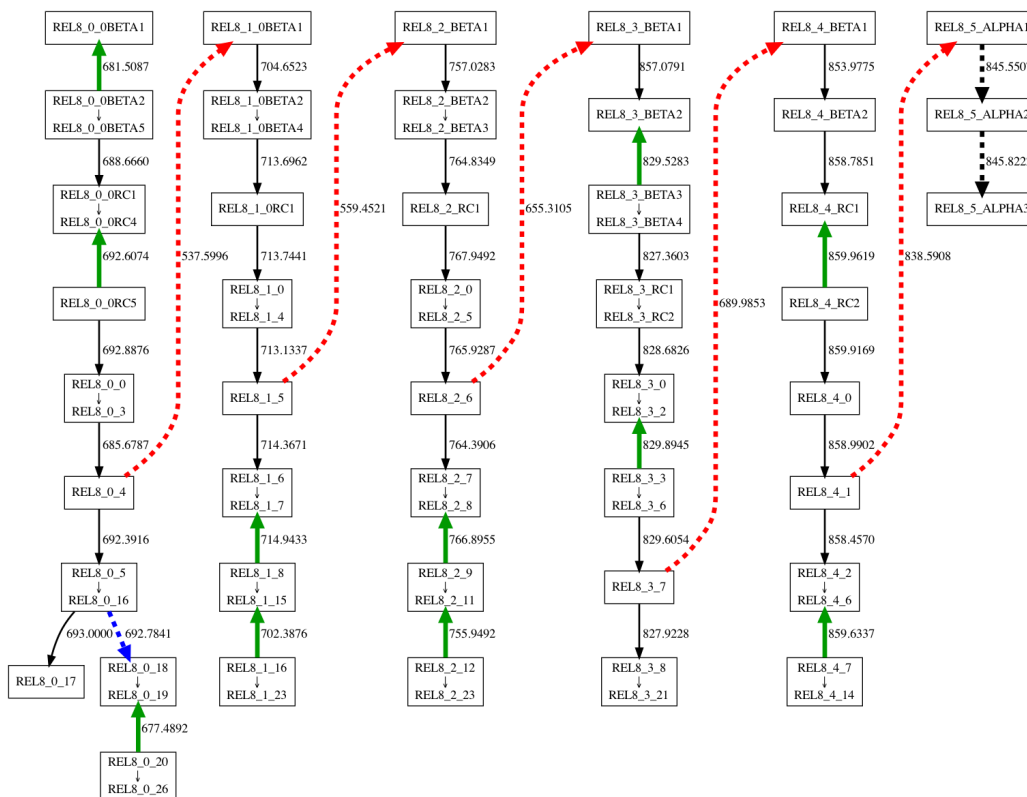 REL8_0_0BETA1
681.5087
REL8_0_0BETA2
↓
REL8_0_0BETA5
688.6660
REL8_0_0RC1
↓
REL8_0_0RC4
692.6074
REL8_0_0RC5
692.8876
REL8_0_0
↓
REL8_0_3
685.6787
REL8_0_4
692.3916
REL8_0_5
↓
REL8_0_16
693.0000
692.7841
REL8_0_17
REL8_0_18
↓
REL8_0_19
677.4892
REL8_0_20
↓
REL8_0_26
537.5996
REL8_1_0BETA1
704.6523
REL8_1_0BETA2
↓
REL8_1_0BETA4
713.6962
REL8_1_0RC1
713.7441
REL8_1_0
↓
REL8_1_4
713.1337
REL8_1_5
714.3671
REL8_1_6
↓
REL8_1_7
714.9433
REL8_1_8
↓
REL8_1_15
702.3876
REL8_1_16
↓
REL8_1_23
559.4521
REL8_2_BETA1
757.0283
REL8_2_BETA2
↓
REL8_2_BETA3
764.8349
REL8_2_RC1
767.9492
REL8_2_0
↓
REL8_2_5
765.9287
REL8_2_6
764.3906
REL8_2_7
↓
REL8_2_8
766.8955
REL8_2_9
↓
REL8_2_11
755.9492
REL8_2_12
↓
REL8_2_23
655.3105
REL8_3_BETA1
857.0791
REL8_3_BETA2
829.5283
REL8_3_BETA3
↓
REL8_3_BETA4
827.3603
REL8_3_RC1
↓
REL8_3_RC2
828.6826
REL8_3_0
↓
REL8_3_2
829.8945
REL8_3_3
↓
REL8_3_6
829.6054
REL8_3_7
827.9228
REL8_3_8
↓
REL8_3_21
689.9853
REL8_4_BETA1
853.9775
REL8_4_BETA2
858.7851
REL8_4_RC1
859.9619
REL8_4_RC2
859.9169
REL8_4_0
858.9902
REL8_4_1
858.4570
REL8_4_2
↓
REL8_4_6
859.6337
REL8_4_7
↓
REL8_4_14
838.5908
REL8_5_ALPHA1
REL8_5_ALPHA2
REL8_5_ALPHA3